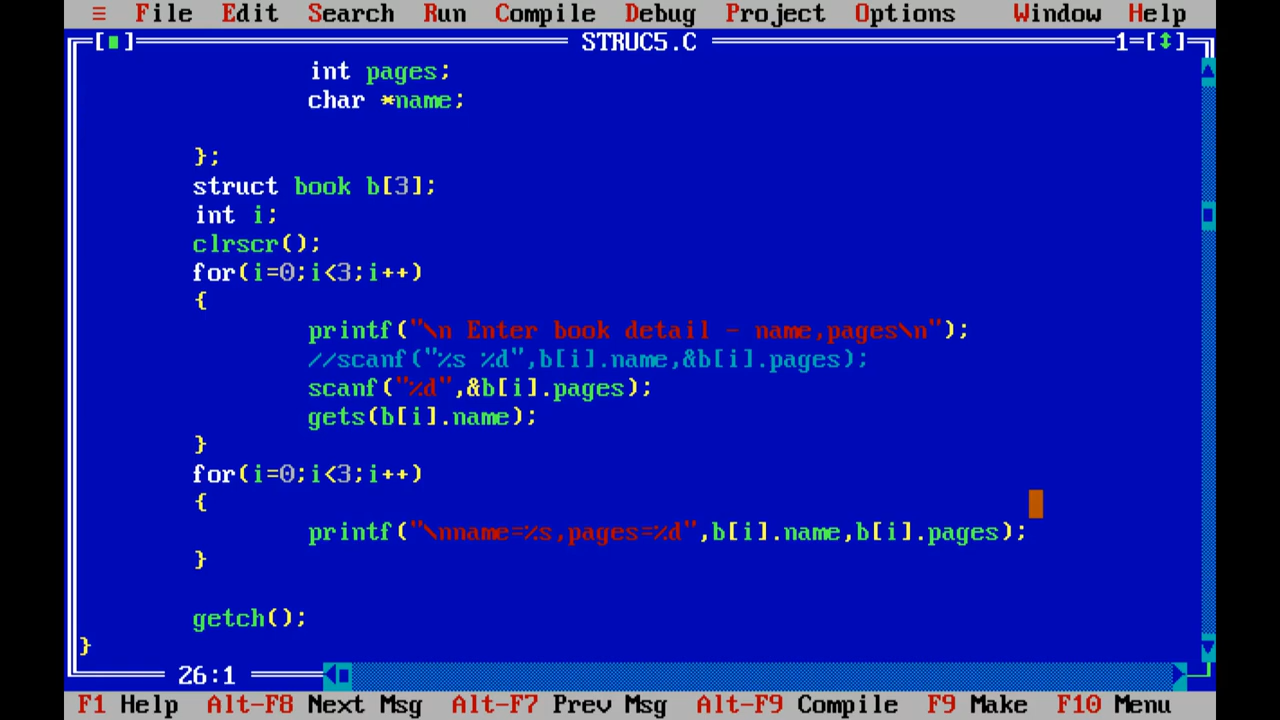 ≡ File Edit Search Run Compile Debug Project Options Window Help
[■] STRUC5.C 1=[↕]
int pages;
char *name;
};
struct book b[3];
int i;
clrscr();
for(i=0;i<3;i++)
{
printf("\n Enter book detail - name,pages\n");
//scanf("%s %d",b[i].name,&b[i].pages);
scanf("%d",&b[i].pages);
gets(b[i].name);
}
for(i=0;i<3;i++)
{
printf("\nname=%s,pages=%d",b[i].name,b[i].pages);
}
getch();
}
26:1
F1 Help Alt-F8 Next Msg Alt-F7 Prev Msg Alt-F9 Compile F9 Make F10 Menu